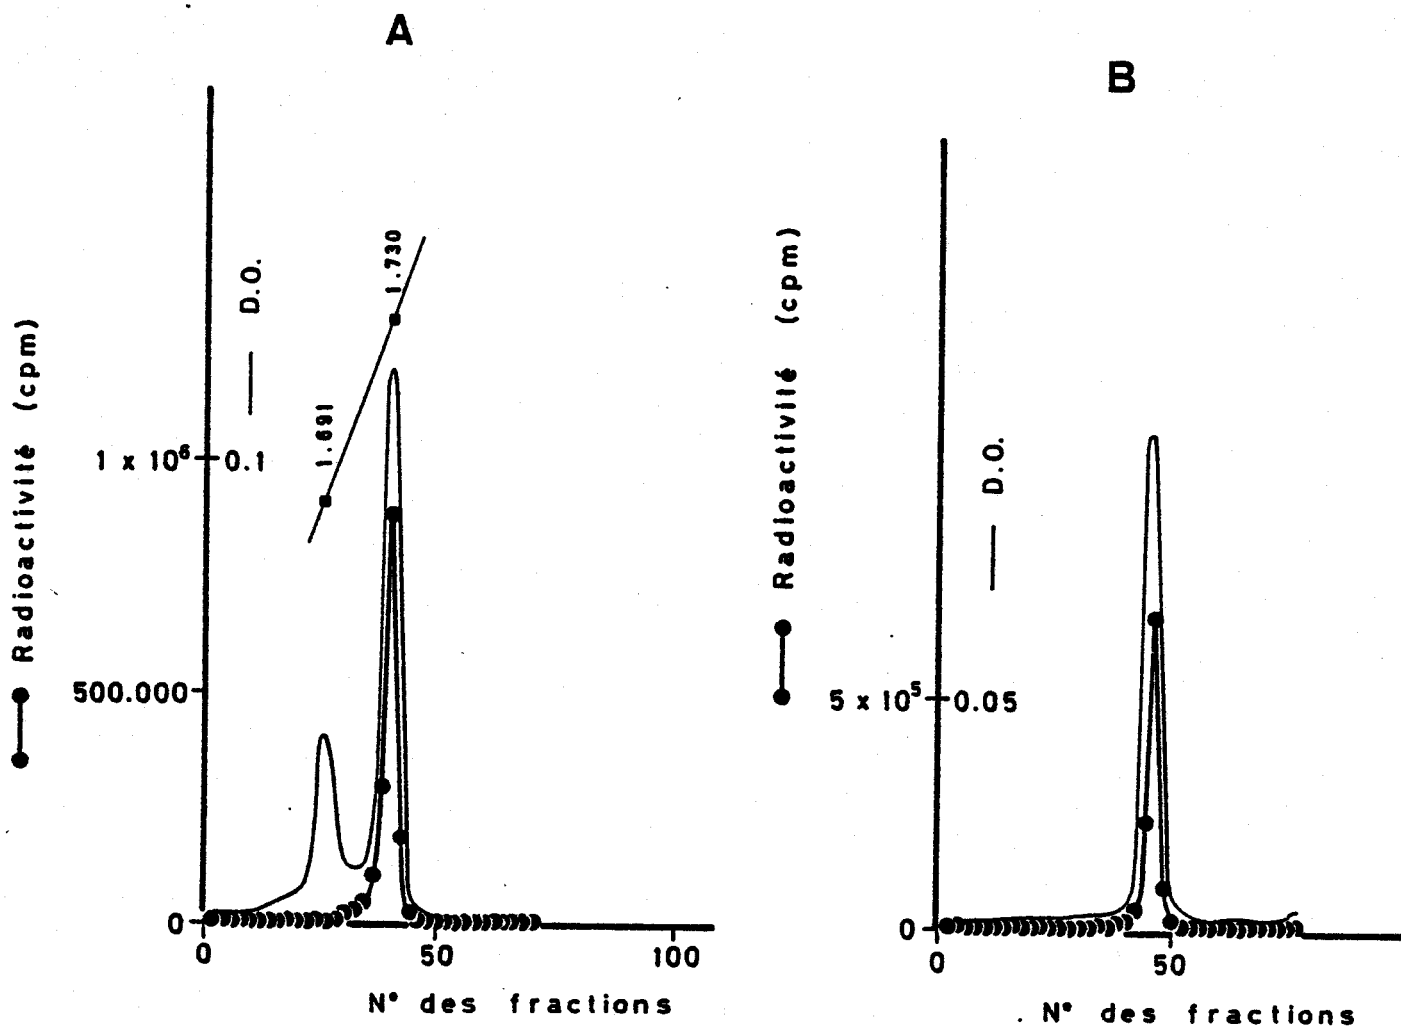 A
Radioactivité (cpm)
D.O.
1.691
1.730
1 x 10⁶
0.1
500.000
0
0
50
100
N° des fractions
B
Radioactivité (cpm)
D.O.
5 x 10⁵
0.05
0
0
50
N° des fractions